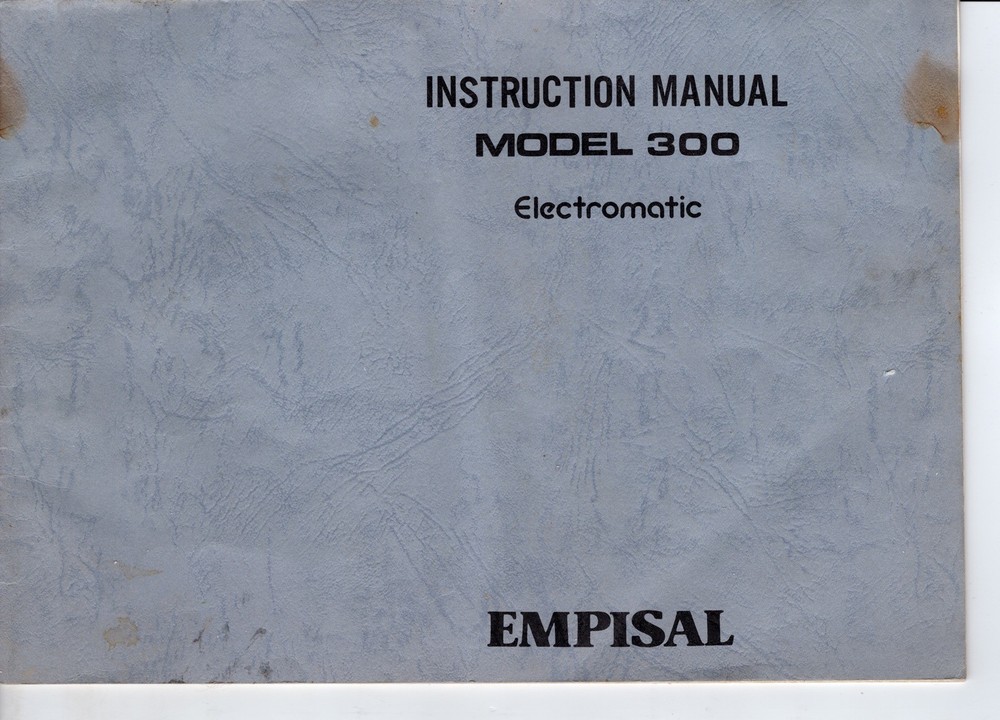 INSTRUCTION MANUAL
MODEL 300
Electromatic
EMPISAL